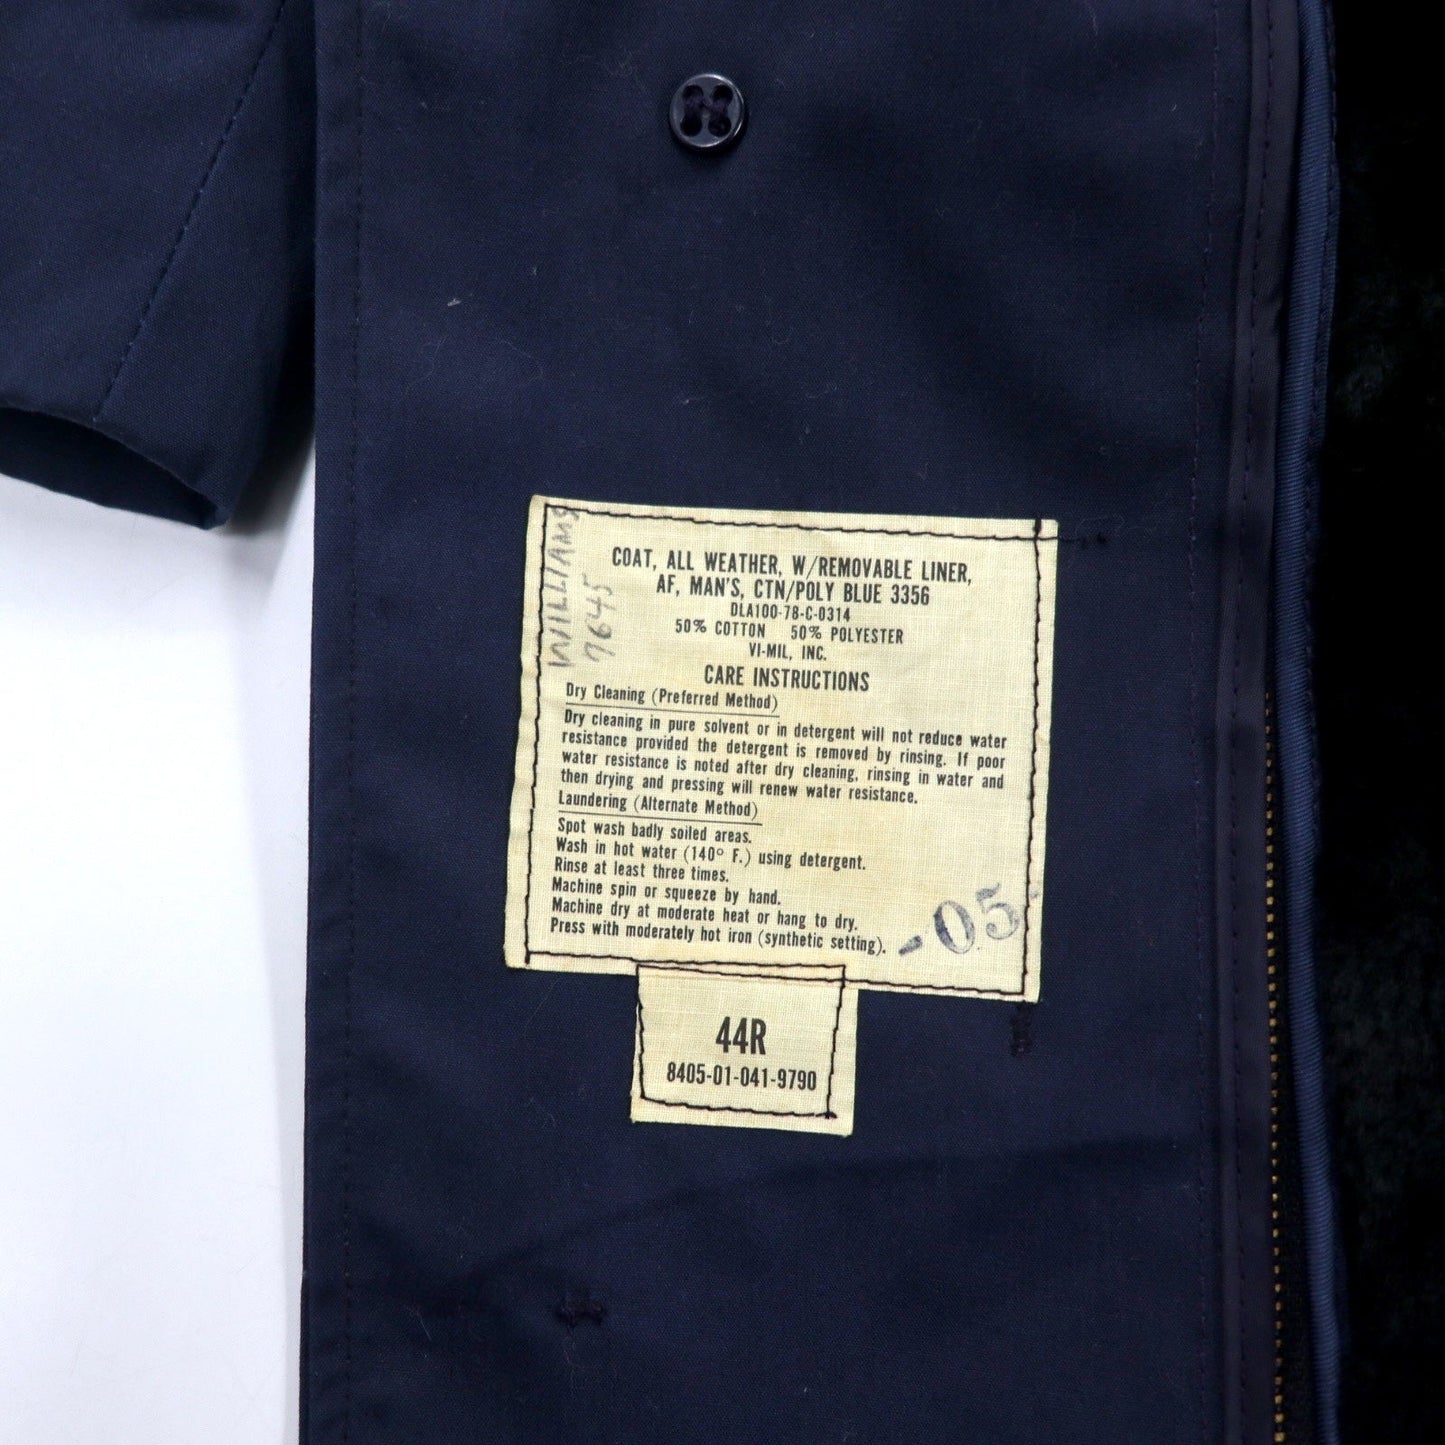 WILLIAMS
7645
COAT, ALL WEATHER, W/REMOVABLE LINER,
AF, MAN'S, CTN/POLY BLUE 3356
DLA100-78-C-0314
50% COTTON 50% POLYESTER
VI-MIL, INC.
CARE INSTRUCTIONS
Dry Cleaning (Preferred Method)
Dry cleaning in pure solvent or in detergent will not reduce water
resistance provided the detergent is removed by rinsing. If poor
water resistance is noted after dry cleaning, rinsing in water and
then drying and pressing will renew water resistance.
Laundering (Alternate Method)
Spot wash badly soiled areas.
Wash in hot water (140° F.) using detergent.
Rinse at least three times.
Machine spin or squeeze by hand.
Machine dry at moderate heat or hang to dry.
Press with moderately hot iron (synthetic setting).
-05
44R
8405-01-041-9790